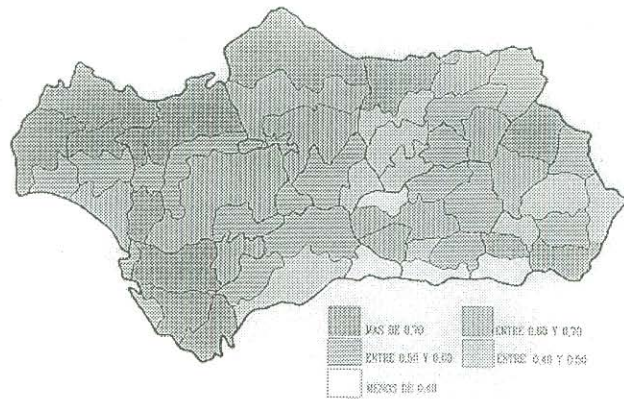 MAS DE 0,70
ENTRE 0.60 Y 0,70
ENTRE 0.50 Y 0,60
ENTRE 0.40 Y 0.50
MENOS DE 0.40